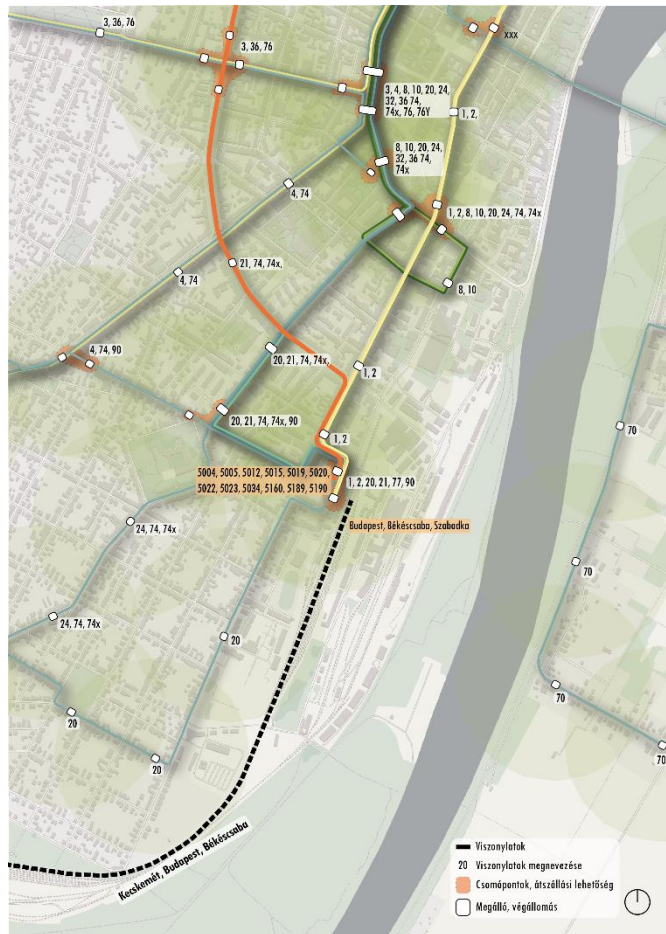 3, 36, 76
xxx
3, 36, 76
3, 4, 8, 10, 20, 24,
32, 36 74,
74x, 76, 76Y
1, 2,
8, 10, 20, 24,
32, 36 74,
74x
4, 74
1, 2, 8, 10, 20, 24, 74, 74x
21, 74, 74x,
4, 74
8, 10
4, 74, 90
20, 21, 74, 74x,
1, 2
20, 21, 74, 74x, 90
1, 2
70
5004, 5005, 5012, 5015, 5019, 5020,
5022, 5023, 5034, 5160, 5189, 5190
1, 2, 20, 21, 77, 90
Budapest, Békéscsaba, Szabadka
24, 74, 74x
70
24, 74, 74x
20
70
20
70
20
Kecskemét, Budapest, Békéscsaba
Viszonylatok
20 Viszonylatok megnevezése
Csomópontok, átszállási lehetőség
Megálló, végállomás